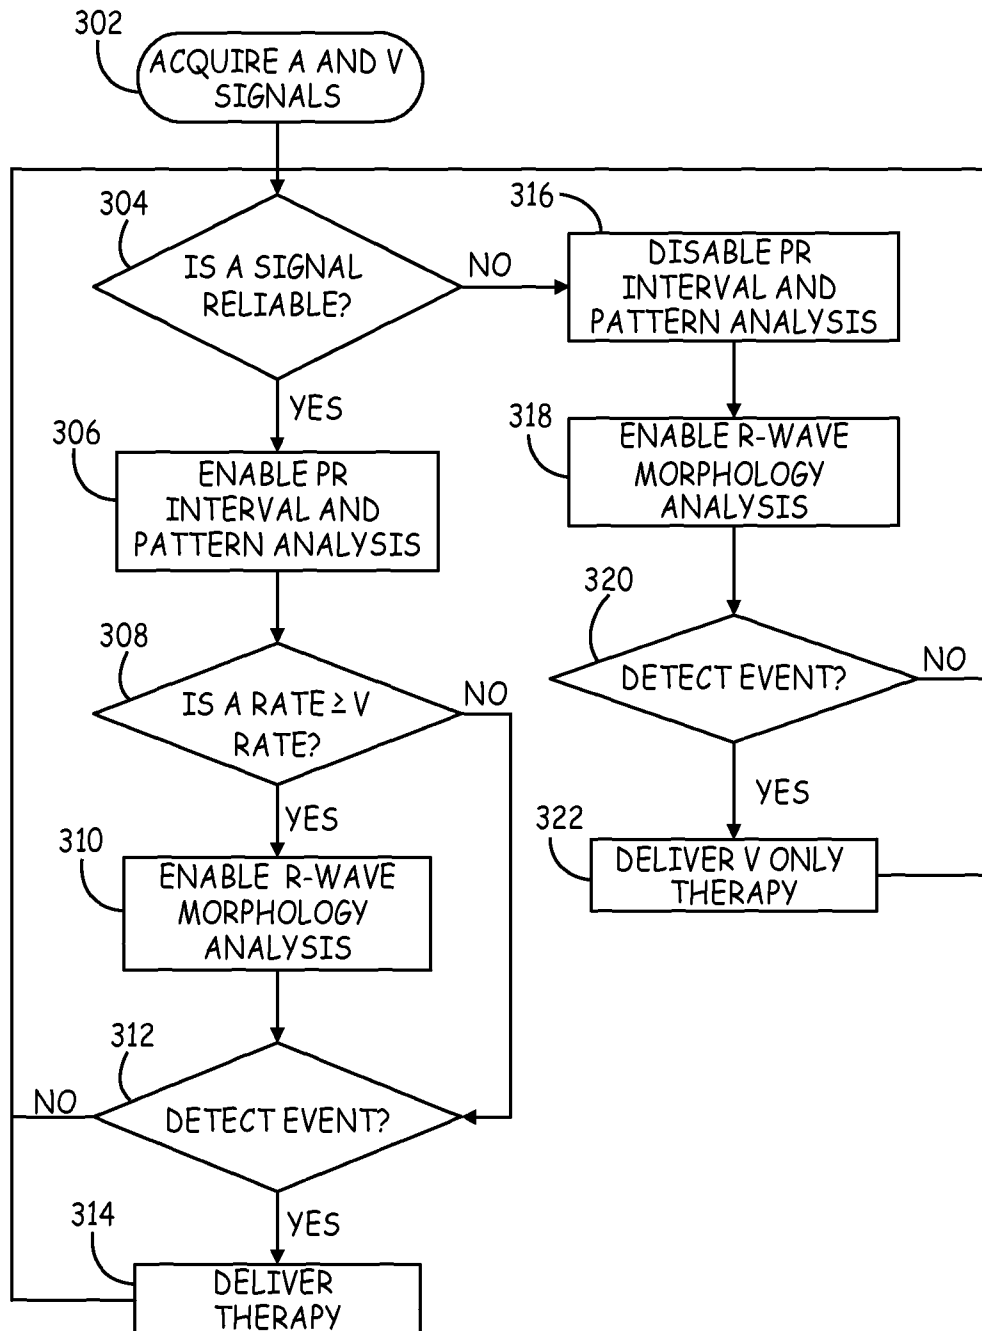 302
ACQUIRE A AND V
SIGNALS
304
IS A SIGNAL
RELIABLE?
NO
YES
306
ENABLE PR
INTERVAL AND
PATTERN ANALYSIS
308
IS A RATE ≥ V
RATE?
NO
YES
310
ENABLE R-WAVE
MORPHOLOGY
ANALYSIS
312
DETECT EVENT?
NO
YES
314
DELIVER
THERAPY
316
DISABLE PR
INTERVAL AND
PATTERN ANALYSIS
318
ENABLE R-WAVE
MORPHOLOGY
ANALYSIS
320
DETECT EVENT?
NO
YES
322
DELIVER V ONLY
THERAPY